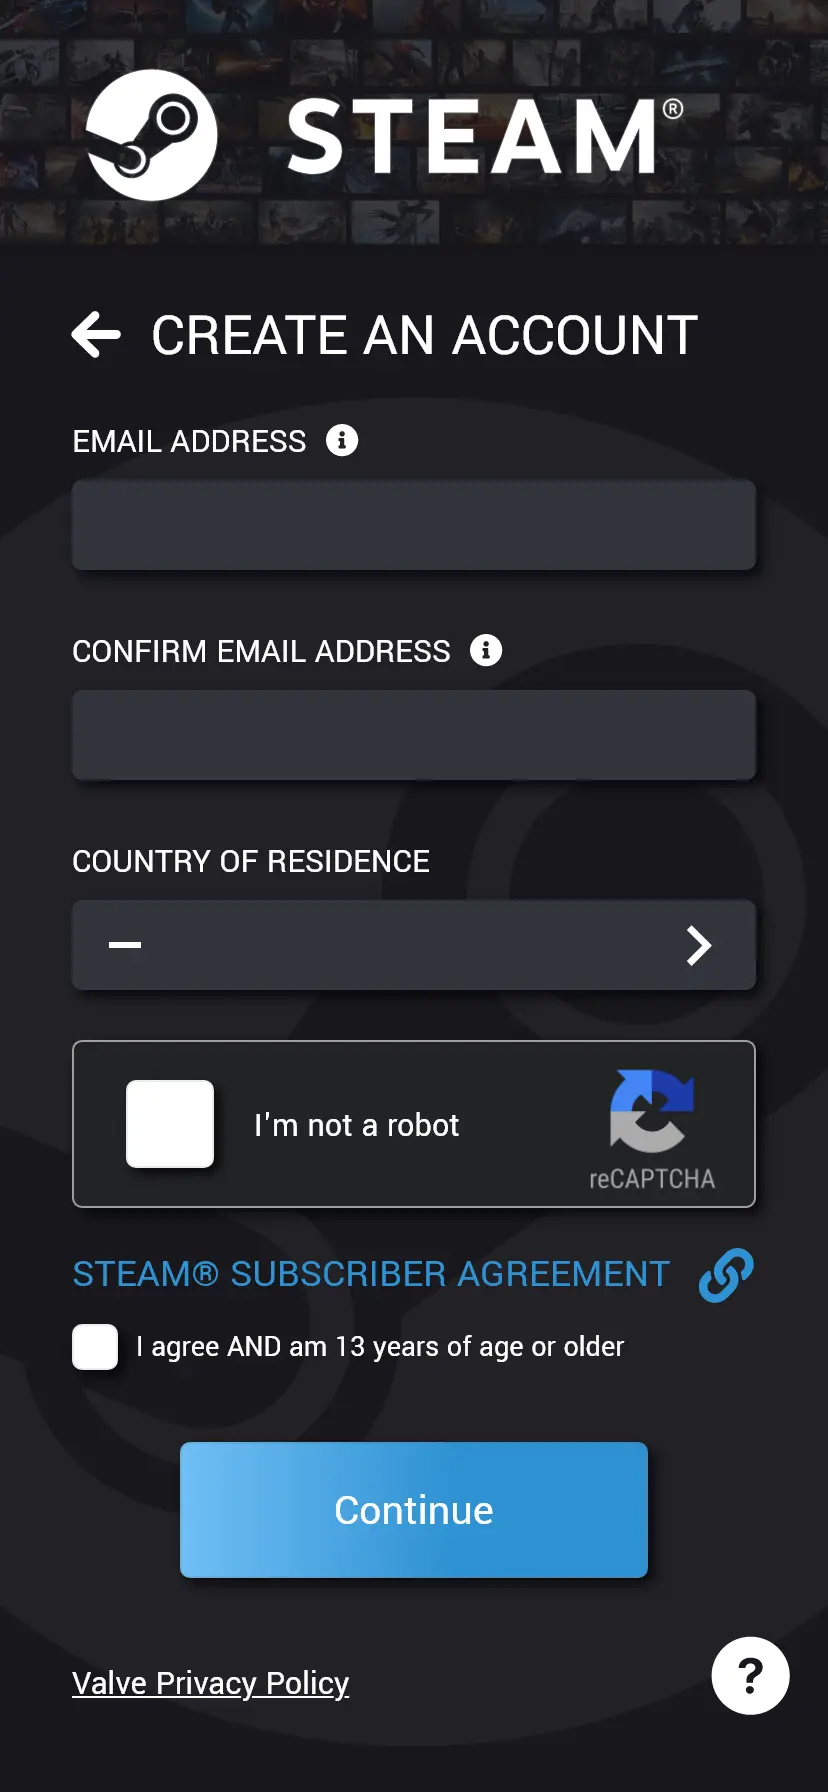 STEAM®
CREATE AN ACCOUNT
EMAIL ADDRESS
CONFIRM EMAIL ADDRESS
COUNTRY OF RESIDENCE
–
I'm not a robot
reCAPTCHA
STEAM® SUBSCRIBER AGREEMENT
I agree AND am 13 years of age or older
Continue
Valve Privacy Policy
?